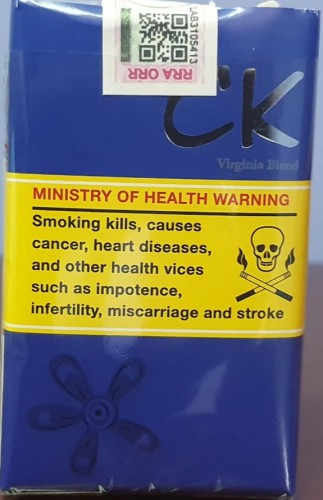 LAB3105413
RRA ORR
CK
Virginia Blend
MINISTRY OF HEALTH WARNING
Smoking kills, causes
cancer, heart diseases,
and other health vices
such as impotence,
infertility, miscarriage and stroke